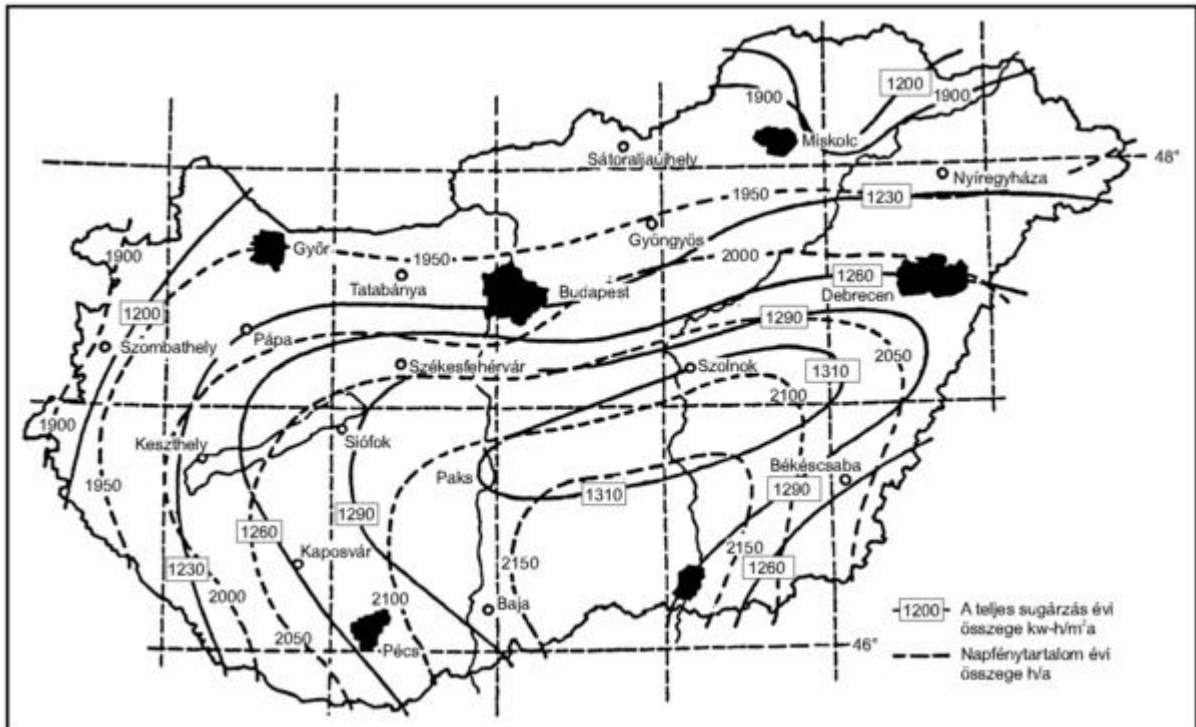 1200
1900
1900
Miskolc
Sátoraljaújhely
48°
Nyíregyháza
1950
1230
Gyöngyös
1900
Győr
1950
2000
Tatabánya
Budapest
1260
Debrecen
1200
1290
Pápa
Szombathely
2050
Székesfehérvár
Szolnok
1310
2100
1900
Siófok
Keszthely
Békéscsaba
1950
Paks
1310
1290
1290
1260
2150
2150
Kaposvár
1260
1230
2000
2100
Baja
2050
Pécs
46°
1200
A teljes sugárzás évi
összege kw-h/m²a
Napfénytartalom évi
összege h/a